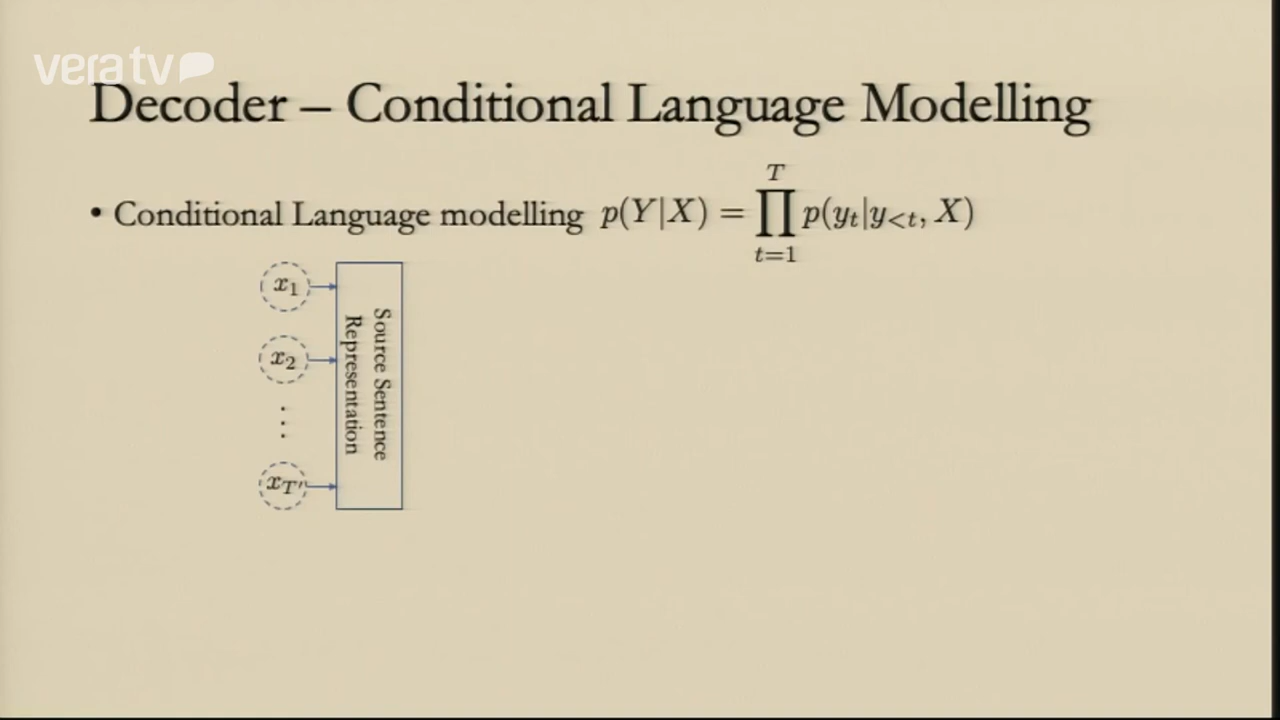 vera tv
Decoder – Conditional Language Modelling
• Conditional Language modelling p(Y|X) = ∏_{t=1}^{T} p(y_t|y_{<t}, X)
x_1
x_2
⋮
x_{T'}
Source Sentence
Representation